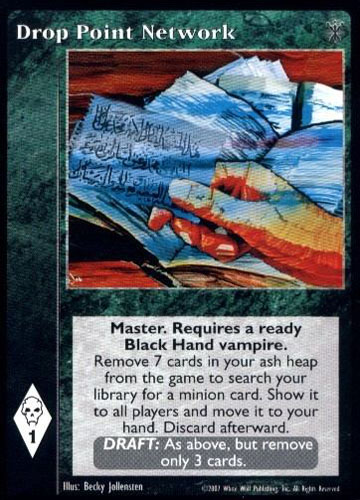 Drop Point Network
Master. Requires a ready
Black Hand vampire.
Remove 7 cards in your ash heap
from the game to search your
library for a minion card. Show it
to all players and move it to your
hand. Discard afterward.
DRAFT: As above, but remove
only 3 cards.
1
Illus: Becky Jollensten
©2007 White Wolf Publishing, Inc. All Rights Reserved